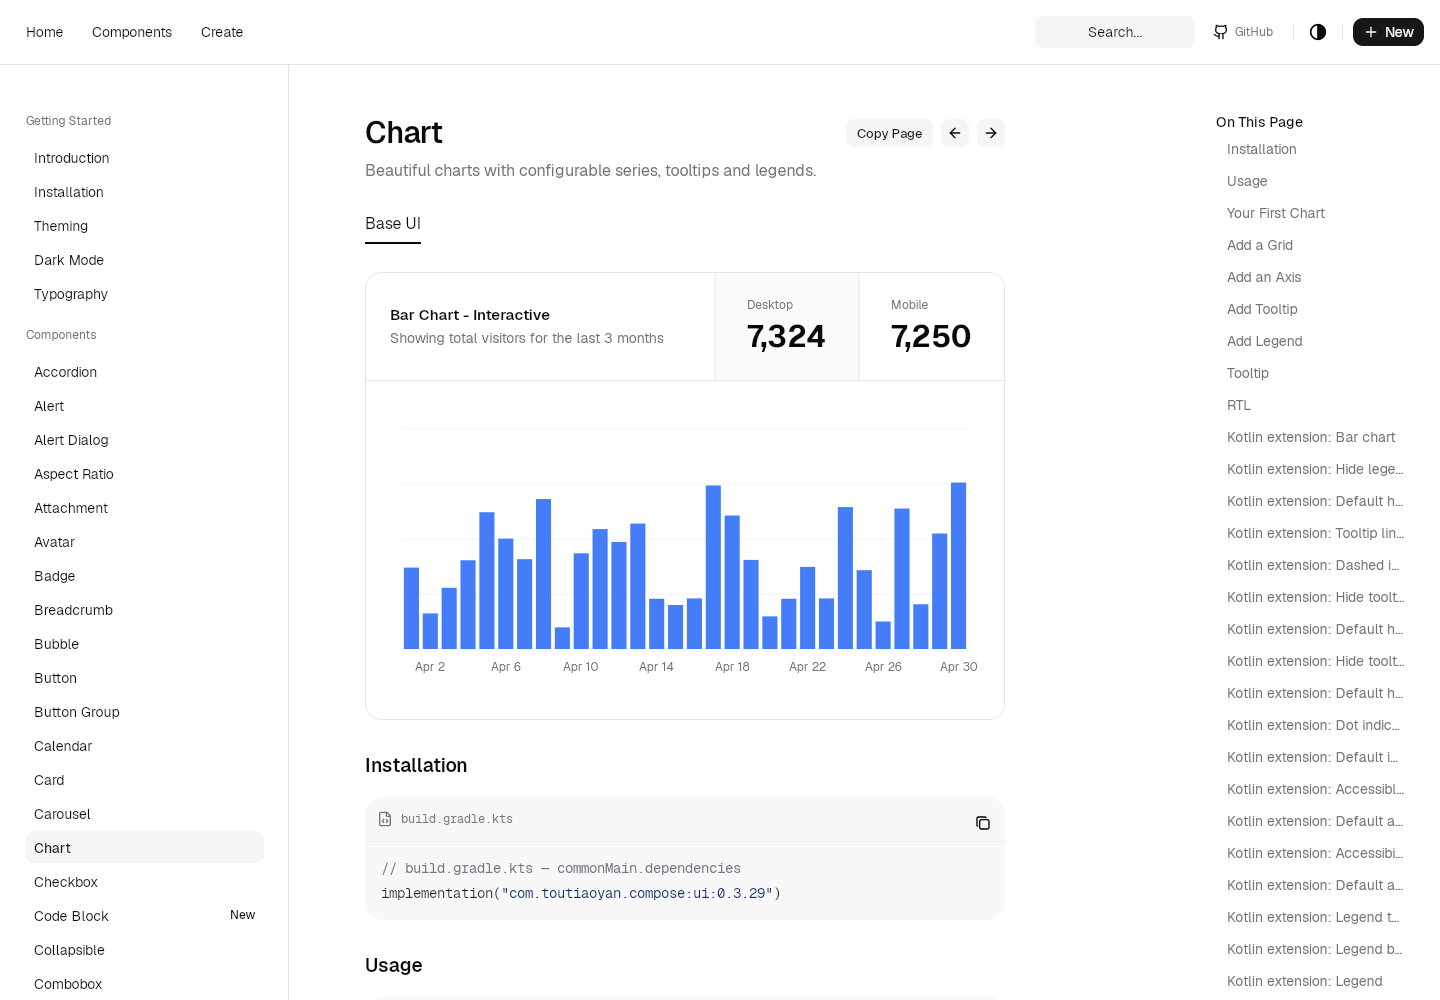 Home
Components
Create
Search...
GitHub
New
Getting Started
Introduction
Installation
Theming
Dark Mode
Typography
Components
Accordion
Alert
Alert Dialog
Aspect Ratio
Attachment
Avatar
Badge
Breadcrumb
Bubble
Button
Button Group
Calendar
Card
Carousel
Chart
Checkbox
Code Block New
Collapsible
Combobox
Chart
Copy Page
Beautiful charts with configurable series, tooltips and legends.
Base UI
Bar Chart - Interactive
Showing total visitors for the last 3 months
Desktop
7,324
Mobile
7,250
Apr 2 Apr 6 Apr 10 Apr 14 Apr 18 Apr 22 Apr 26 Apr 30
Installation
build.gradle.kts
// build.gradle.kts — commonMain.dependencies
implementation("com.toutiaoyan.compose:ui:0.3.29")
Usage
On This Page
Installation
Usage
Your First Chart
Add a Grid
Add an Axis
Add Tooltip
Add Legend
Tooltip
RTL
Kotlin extension: Bar chart
Kotlin extension: Hide lege…
Kotlin extension: Default h…
Kotlin extension: Tooltip lin…
Kotlin extension: Dashed i…
Kotlin extension: Hide toolt…
Kotlin extension: Default h…
Kotlin extension: Hide toolt…
Kotlin extension: Default h…
Kotlin extension: Dot indic…
Kotlin extension: Default i…
Kotlin extension: Accessibl…
Kotlin extension: Default a…
Kotlin extension: Accessibi…
Kotlin extension: Default a…
Kotlin extension: Legend t…
Kotlin extension: Legend b…
Kotlin extension: Legend